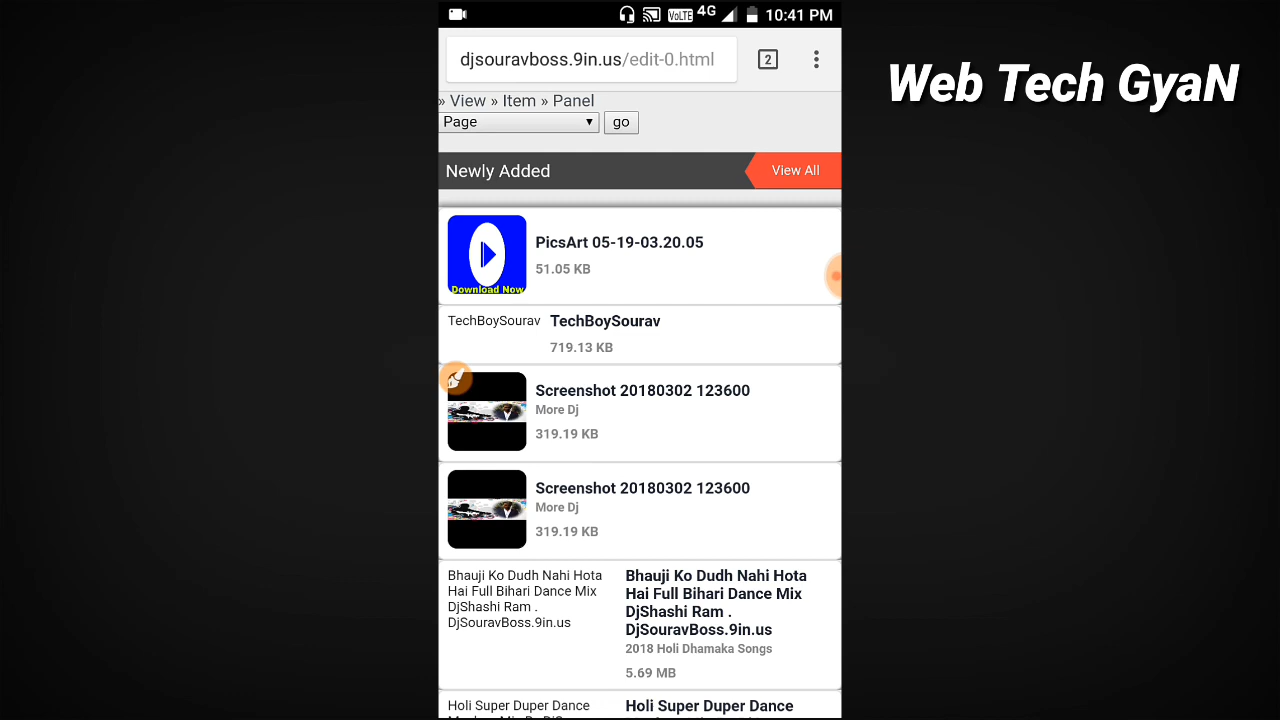 VoLTE 4G 10:41 PM
djsouravboss.9in.us/edit-0.html
2
Web Tech GyaN
» View » Item » Panel
Page
go
Newly Added
View All
Download Now
PicsArt 05-19-03.20.05
51.05 KB
TechBoySourav
TechBoySourav
719.13 KB
Screenshot 20180302 123600
More Dj
319.19 KB
Screenshot 20180302 123600
More Dj
319.19 KB
Bhauji Ko Dudh Nahi Hota
Hai Full Bihari Dance Mix
DjShashi Ram .
DjSouravBoss.9in.us
Bhauji Ko Dudh Nahi Hota
Hai Full Bihari Dance Mix
DjShashi Ram .
DjSouravBoss.9in.us
2018 Holi Dhamaka Songs
5.69 MB
Holi Super Duper Dance
Holi Super Duper Dance